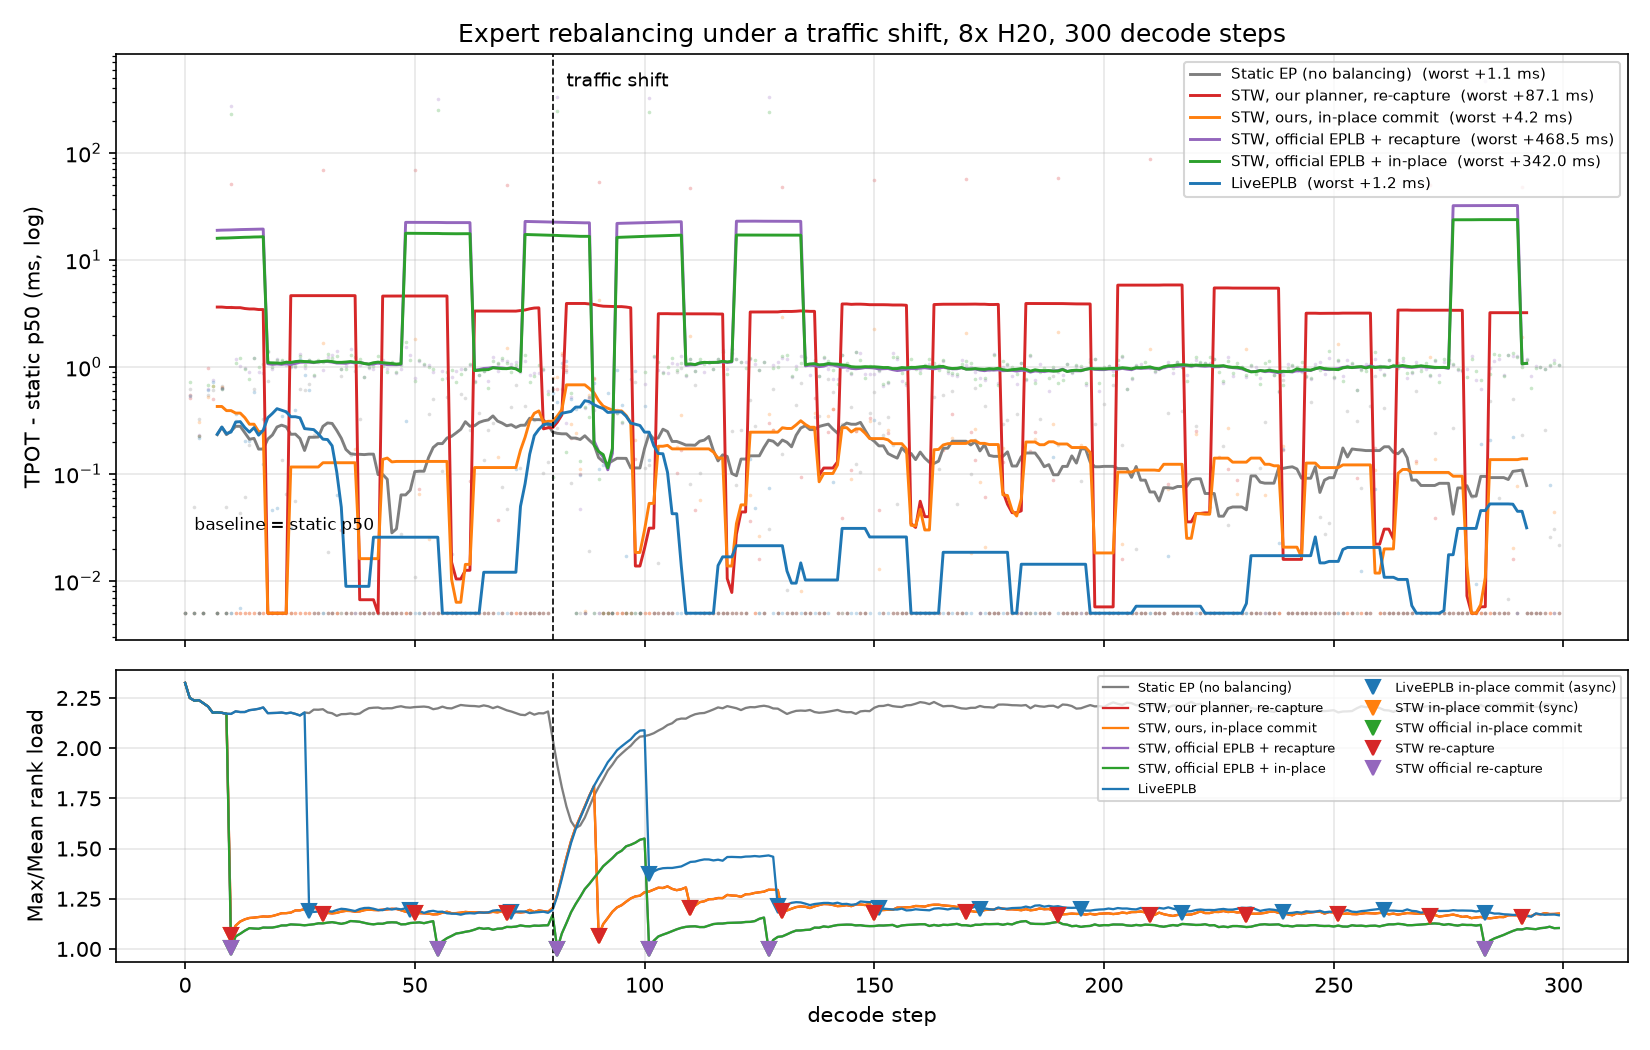 Expert rebalancing under a traffic shift, 8x H20, 300 decode steps
traffic shift
Static EP (no balancing)  (worst +1.1 ms)
STW, our planner, re-capture  (worst +87.1 ms)
STW, ours, in-place commit  (worst +4.2 ms)
STW, official EPLB + recapture  (worst +468.5 ms)
STW, official EPLB + in-place  (worst +342.0 ms)
LiveEPLB  (worst +1.2 ms)
TPOT - static p50 (ms, log)
10²
10¹
10⁰
10⁻¹
10⁻²
baseline = static p50
Max/Mean rank load
2.25
2.00
1.75
1.50
1.25
1.00
Static EP (no balancing)
STW, our planner, re-capture
STW, ours, in-place commit
STW, official EPLB + recapture
STW, official EPLB + in-place
LiveEPLB
LiveEPLB in-place commit (async)
STW in-place commit (sync)
STW official in-place commit
STW re-capture
STW official re-capture
0 50 100 150 200 250 300
decode step